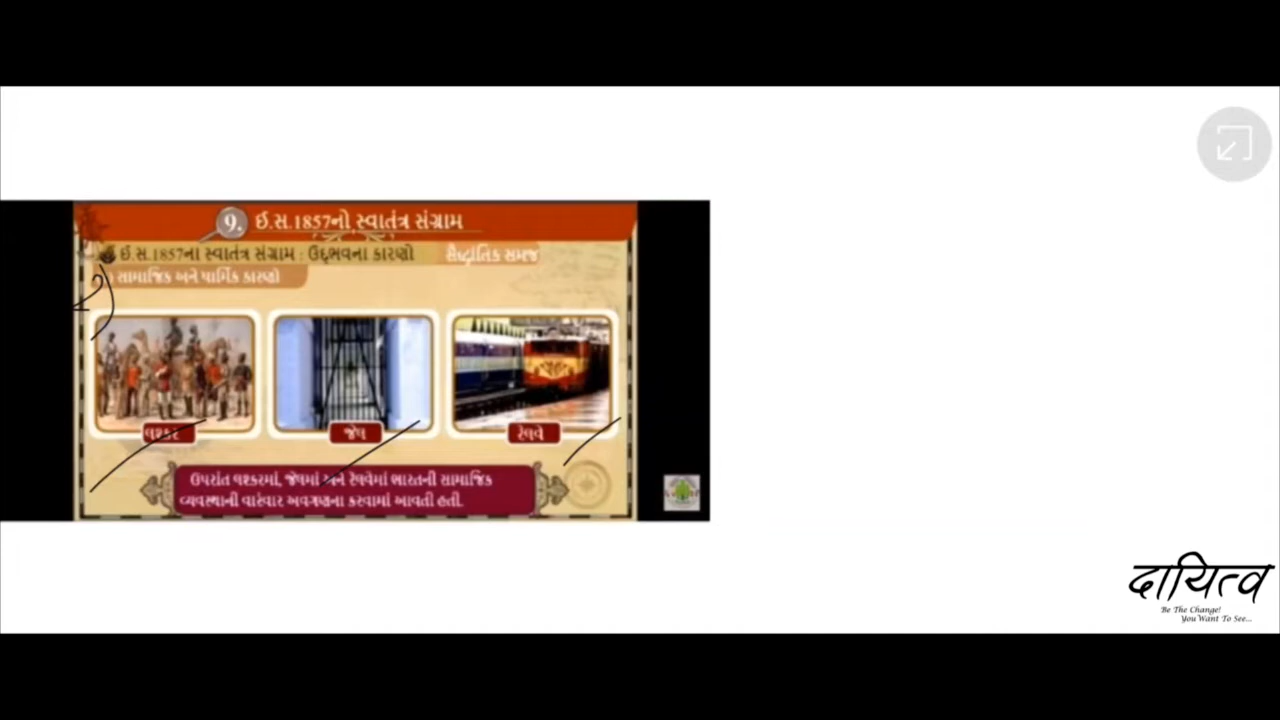 9. ઈ.સ.1857નો સ્વાતંત્ર સંગ્રામ
ઈ.સ.1857ના સ્વાતંત્ર સંગ્રામ : ઉદ્ભવનાં કારણો
સૈદ્ધાંતિક સમજ
2) સામાજિક અને ધાર્મિક કારણો
લશ્કર
જેલ
રેલવે
ઉપરાંત લશ્કરમાં, જેલમાં અને રેલવેમાં ભારતની સામાજિક
વ્યવસ્થાની વારંવાર અવગણના કરવામાં આવતી હતી.
दायित्व
Be The Change!
You Want To See...